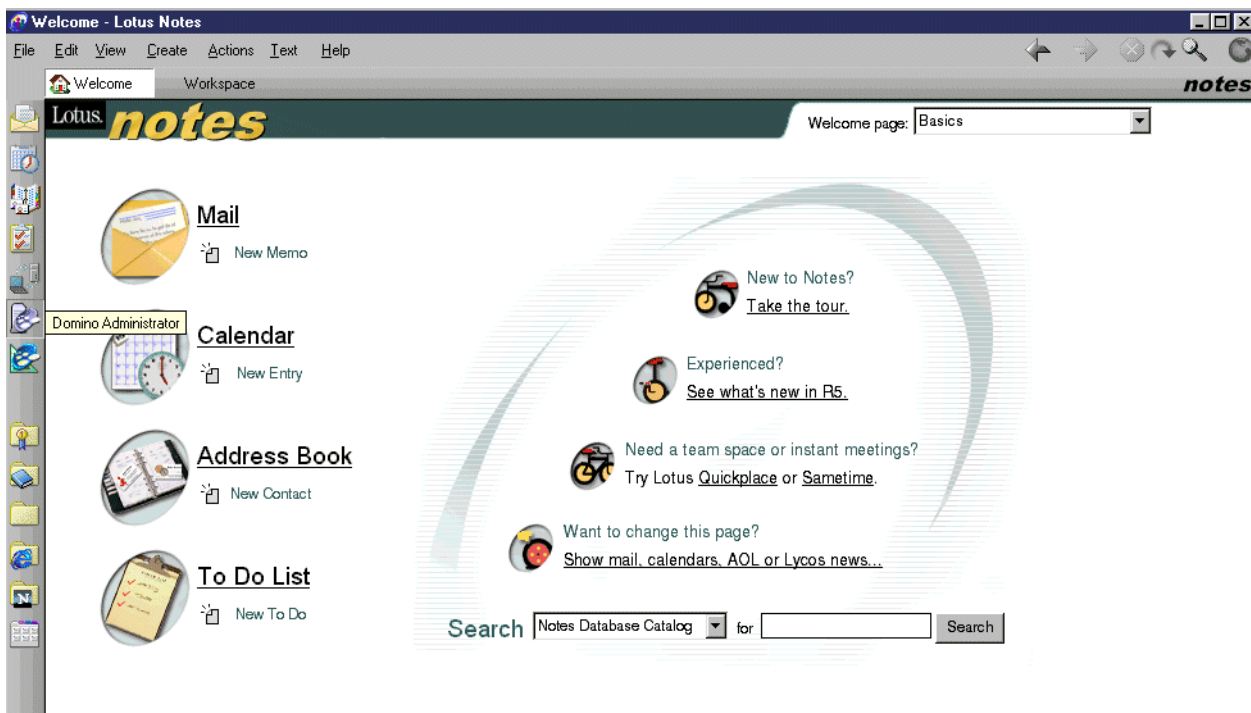 Welcome - Lotus Notes
File Edit View Create Actions Text Help
Welcome Workspace
notes
Lotus. notes
Welcome page: Basics
Mail
New Memo
New to Notes?
Take the tour.
Domino Administrator
Calendar
New Entry
Experienced?
See what's new in R5.
Address Book
New Contact
Need a team space or instant meetings?
Try Lotus Quickplace or Sametime.
Want to change this page?
Show mail, calendars, AOL or Lycos news...
To Do List
New To Do
Search Notes Database Catalog for Search